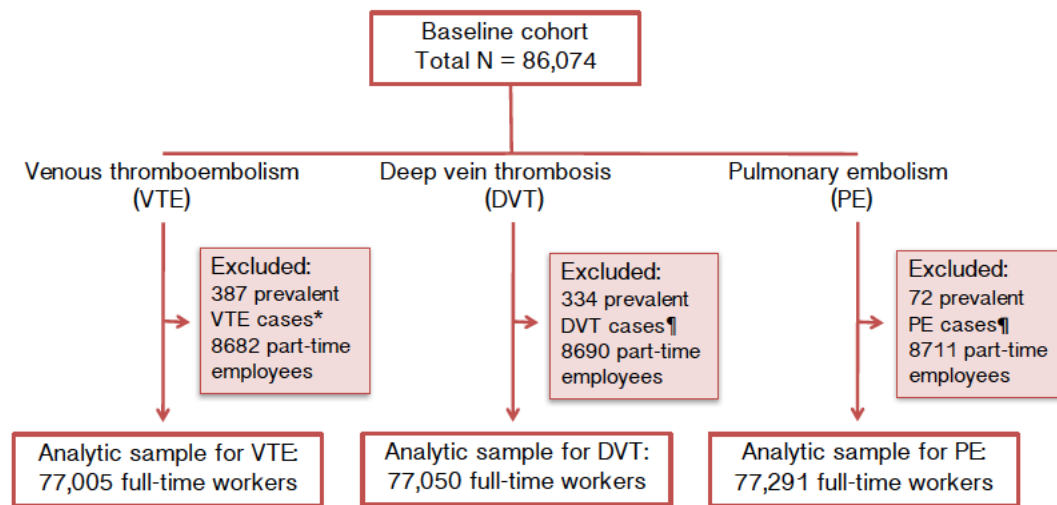 Baseline cohort
Total N = 86,074
Venous thromboembolism
(VTE)
Deep vein thrombosis
(DVT)
Pulmonary embolism
(PE)
Excluded:
387 prevalent
VTE cases*
8682 part-time
employees
Excluded:
334 prevalent
DVT cases¶
8690 part-time
employees
Excluded:
72 prevalent
PE cases¶
8711 part-time
employees
Analytic sample for VTE:
77,005 full-time workers
Analytic sample for DVT:
77,050 full-time workers
Analytic sample for PE:
77,291 full-time workers